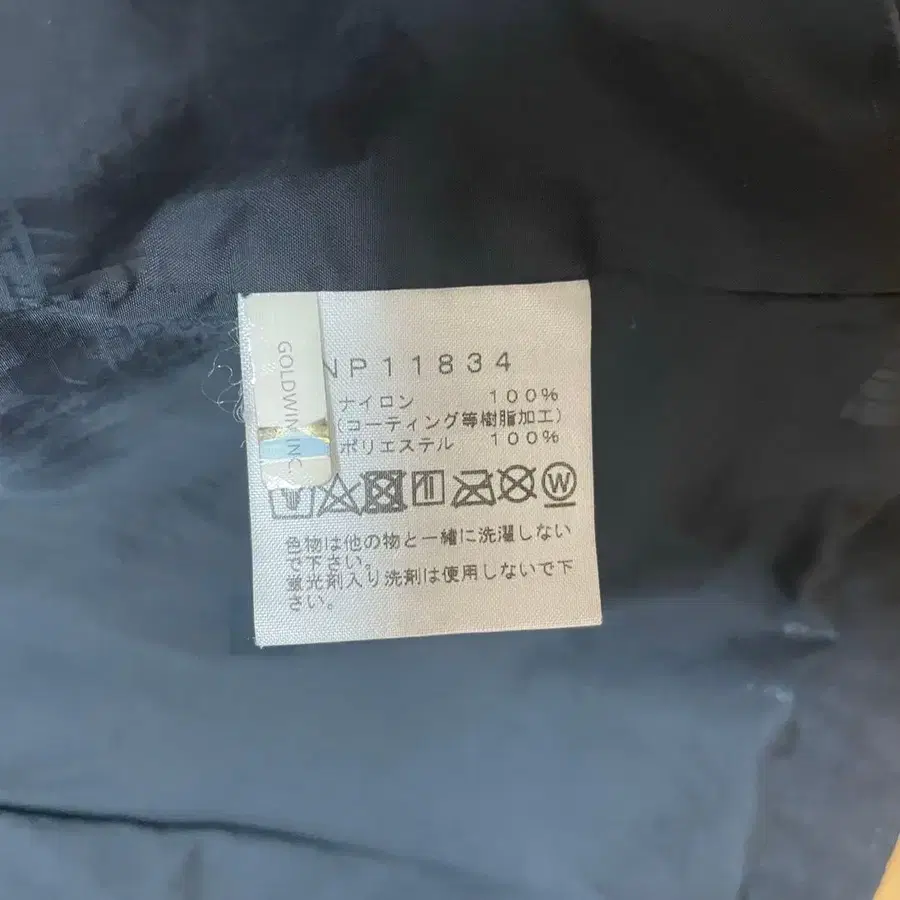 NP11834
GOLDWIN INC.
ナイロン 100%
(コーティング等樹脂加工)
ポリエステル 100%
W
色物は他の物と一緒に洗濯しない
で下さい。
蛍光剤入り洗剤は使用しないで下
さい。